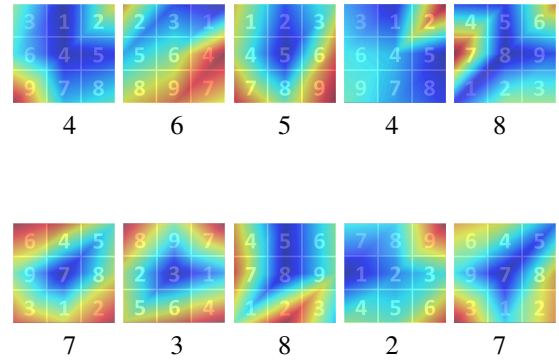 3 1 2 2 3 1 1 2 3 3 1 2 4 5 6
6 4 5 5 6 4 4 5 6 6 4 5 7 8 9
9 7 8 8 9 7 7 8 9 9 7 8 1 2 3
4 6 5 4 8
6 4 5 8 9 7 4 5 6 7 8 9 6 4 5
9 7 8 2 3 1 7 8 9 1 2 3 9 7 8
3 1 2 5 6 4 1 2 3 4 5 6 3 1 2
7 3 8 2 7